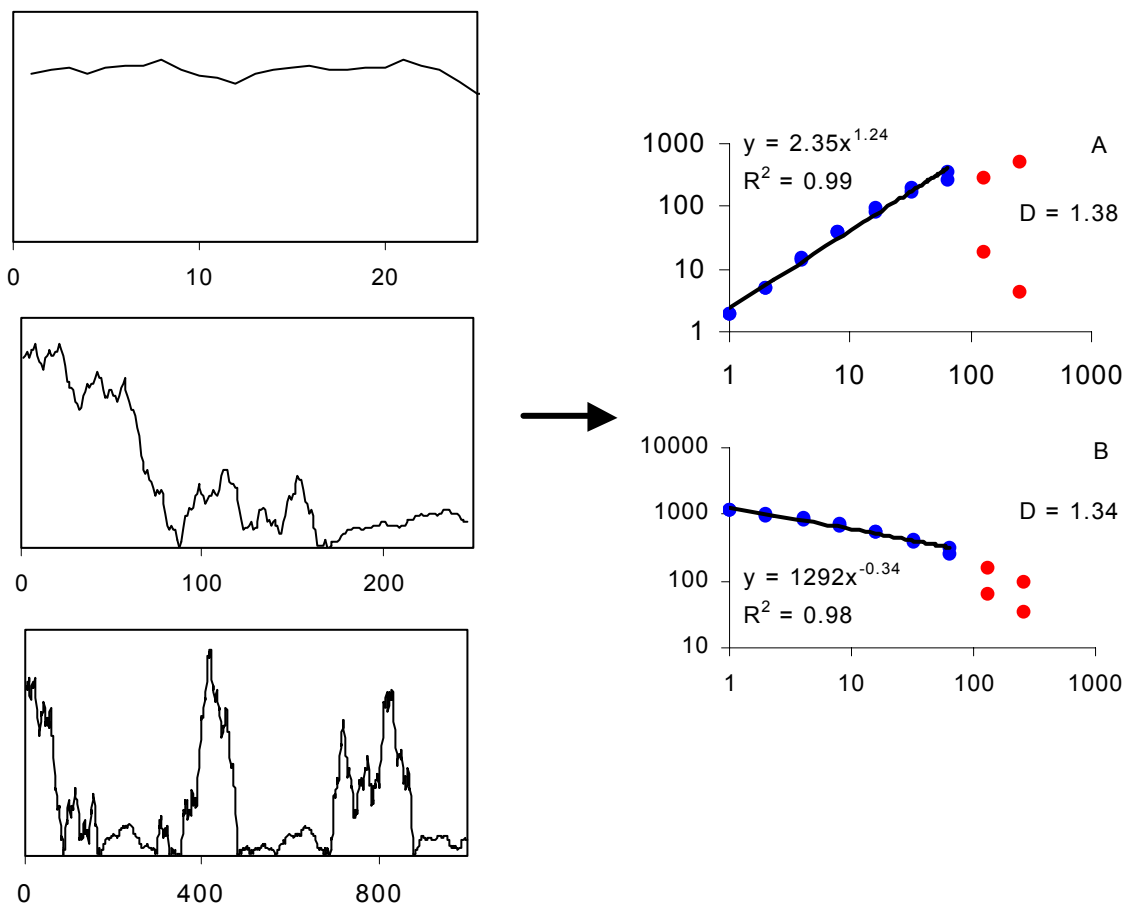 0 10 20
0 100 200
0 400 800
1000
100
10
1
y = 2.35x^1.24
R^2 = 0.99
A
D = 1.38
1 10 100 1000
10000
1000
100
10
B
D = 1.34
y = 1292x^-0.34
R^2 = 0.98
1 10 100 1000